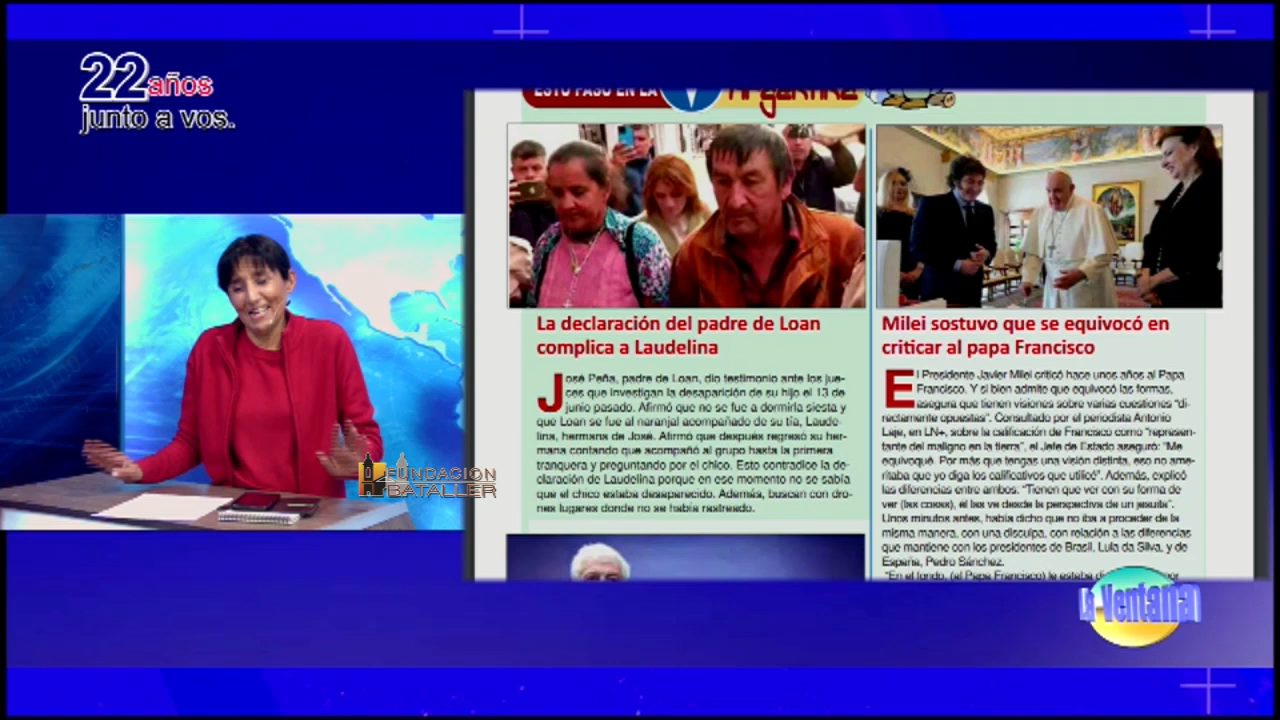 22 años
junto a vos.
ESTO PASÓ EN LA
Argentina
La declaración del padre de Loan
complica a Laudelina
José Peña, padre de Loan, dio testimonio ante los jue-
ces que investigan la desaparición de su hijo el 13 de
junio pasado. Afirmó que no se fue a dormirla siesta y
que Loan se fue al naranjal acompañado de su tía, Laude-
lina, hermana de José. Afirmó que después regresó su her-
mana contando que acompañó al grupo hasta la primera
tranquera y preguntando por el chico. Esto contradice la de-
claración de Laudelina porque en ese momento no se sabía
que el chico estaba desaparecido. Además, buscan con dro-
nes lugares donde no se había rastreado.
Milei sostuvo que se equivocó en
criticar al papa Francisco
El Presidente Javier Milei criticó hace unos años al Papa
Francisco. Y si bien admite que equivocó las formas,
asegura que tienen visiones sobre varias cuestiones "di-
rectamente opuestas". Consultado por el periodista Antonio
Laje, en LN+, sobre la calificación de Francisco como "represen-
tante del maligno en la tierra", el Jefe de Estado aseguró: "Me
equivoqué. Por más que tengas una visión distinta, eso no ame-
ritaba que yo diga los calificativos que utilicé". Además, explicó
las diferencias entre ambos: "Tienen que ver con su forma de
ver (las cosas), él las ve desde la perspectiva de un jesuita".
Unos minutos antes, había dicho que no iba a proceder de la
misma manera, con una disculpa, con relación a las diferencias
que mantiene con los presidentes de Brasil, Lula da Silva, y de
España, Pedro Sánchez.
"En el fondo, (el Papa Francisco) le estaba
FUNDACION
BATALLER
La Ventana